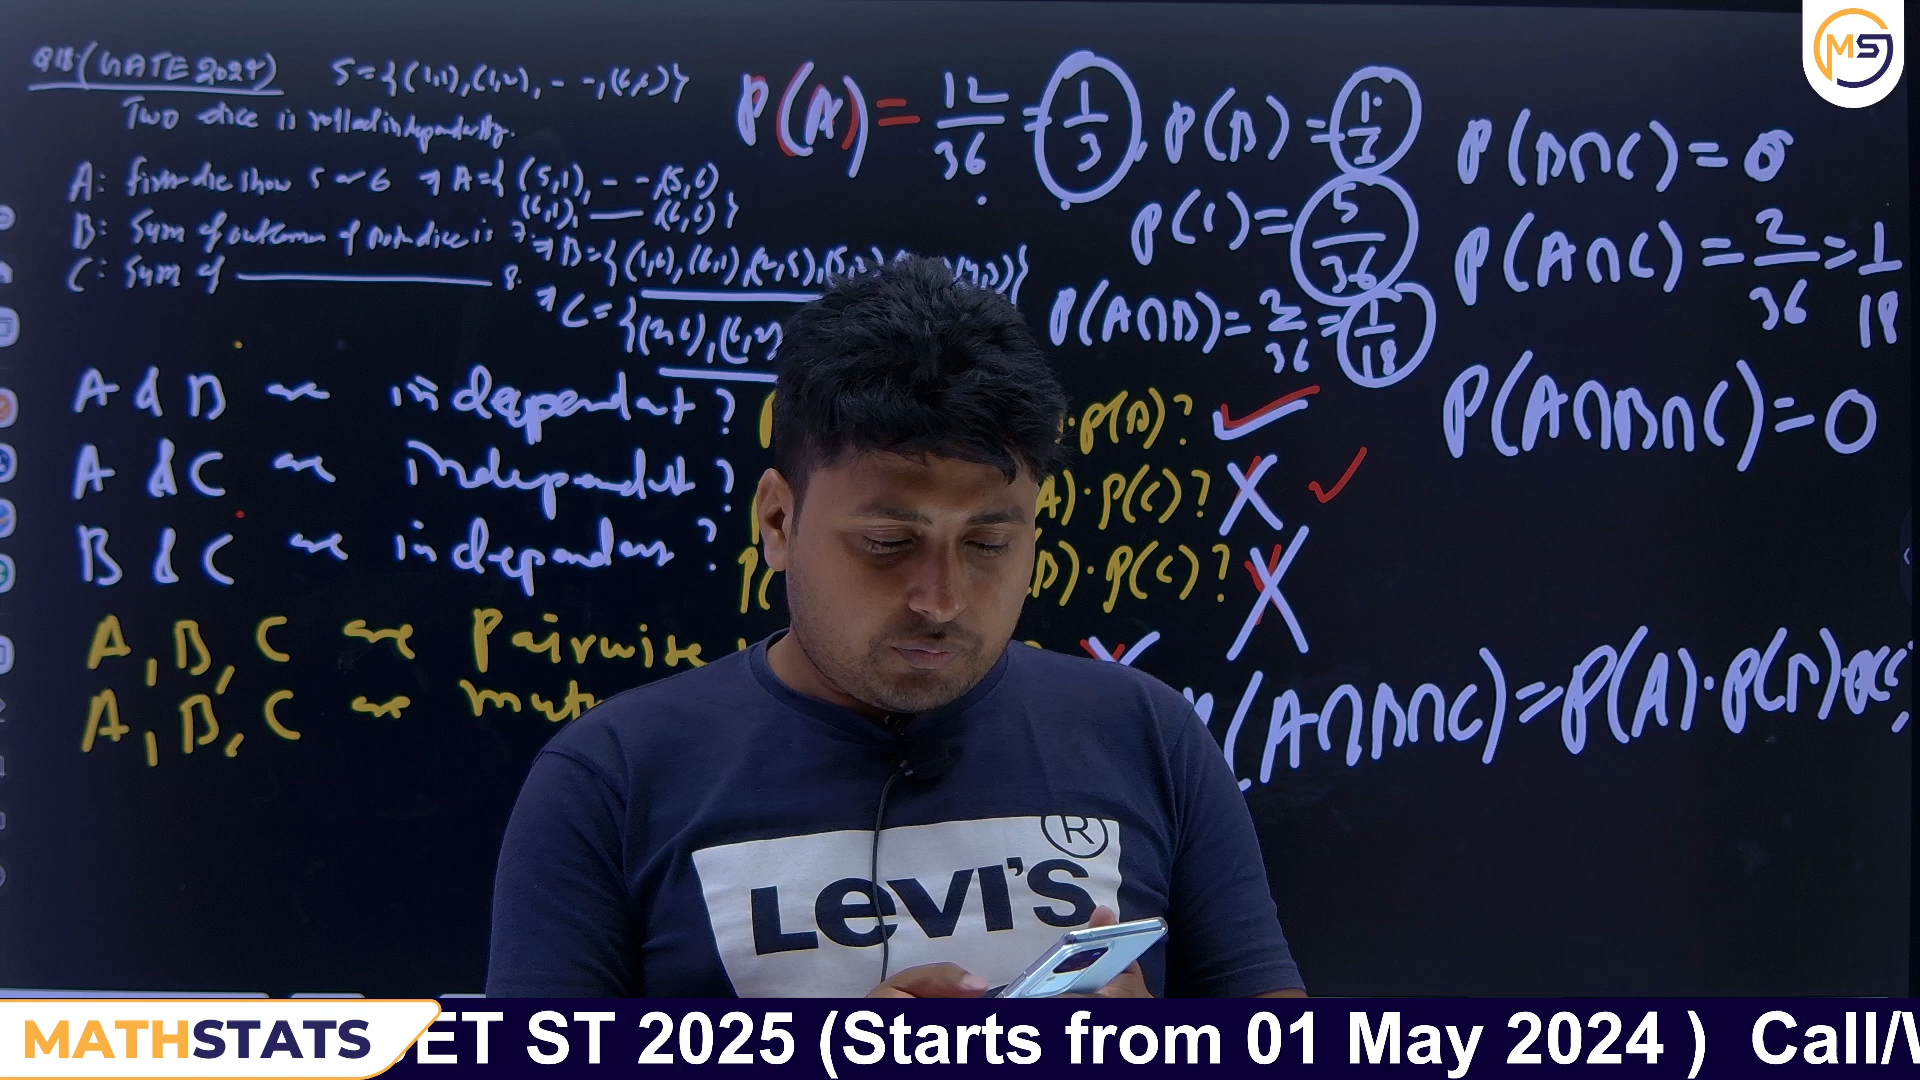 Q18. (GATE 2024)
S = {(1,1), (1,2), - -, (6,6)}
Two dice is rolled independently.
A: first die show 5 or 6 → A = { (5,1), - - , (5,6)
(6,1), — (6,6) }
B: Sum of outcomes of both dice is 7.
→ B = { (1,6), (6,1), (2,5), (5,2)
C: Sum of ———— 8.
→ C = { (2,6), (6,2)
P(A) = 12/36 = 1/3, P(B) =
P(C) = 5/36
P(A∩B) = 2/36 = 1/18
P(B∩C) = 0
P(A∩C) = 2/36 = 1/18
P(A∩B∩C) = 0
A & B are independent? ·P(B)? ✓
A & C are independent? A)·P(C)? X ✓
B & C are independent? P( B)·P(C)? X
A, B, C are Pairwise
A, B, C are
(A∩B∩C) = P(A)·P(B)·P(C)
MS
LEVI'S
®
MATHSTATS
ET ST 2025 (Starts from 01 May 2024 ) Call/